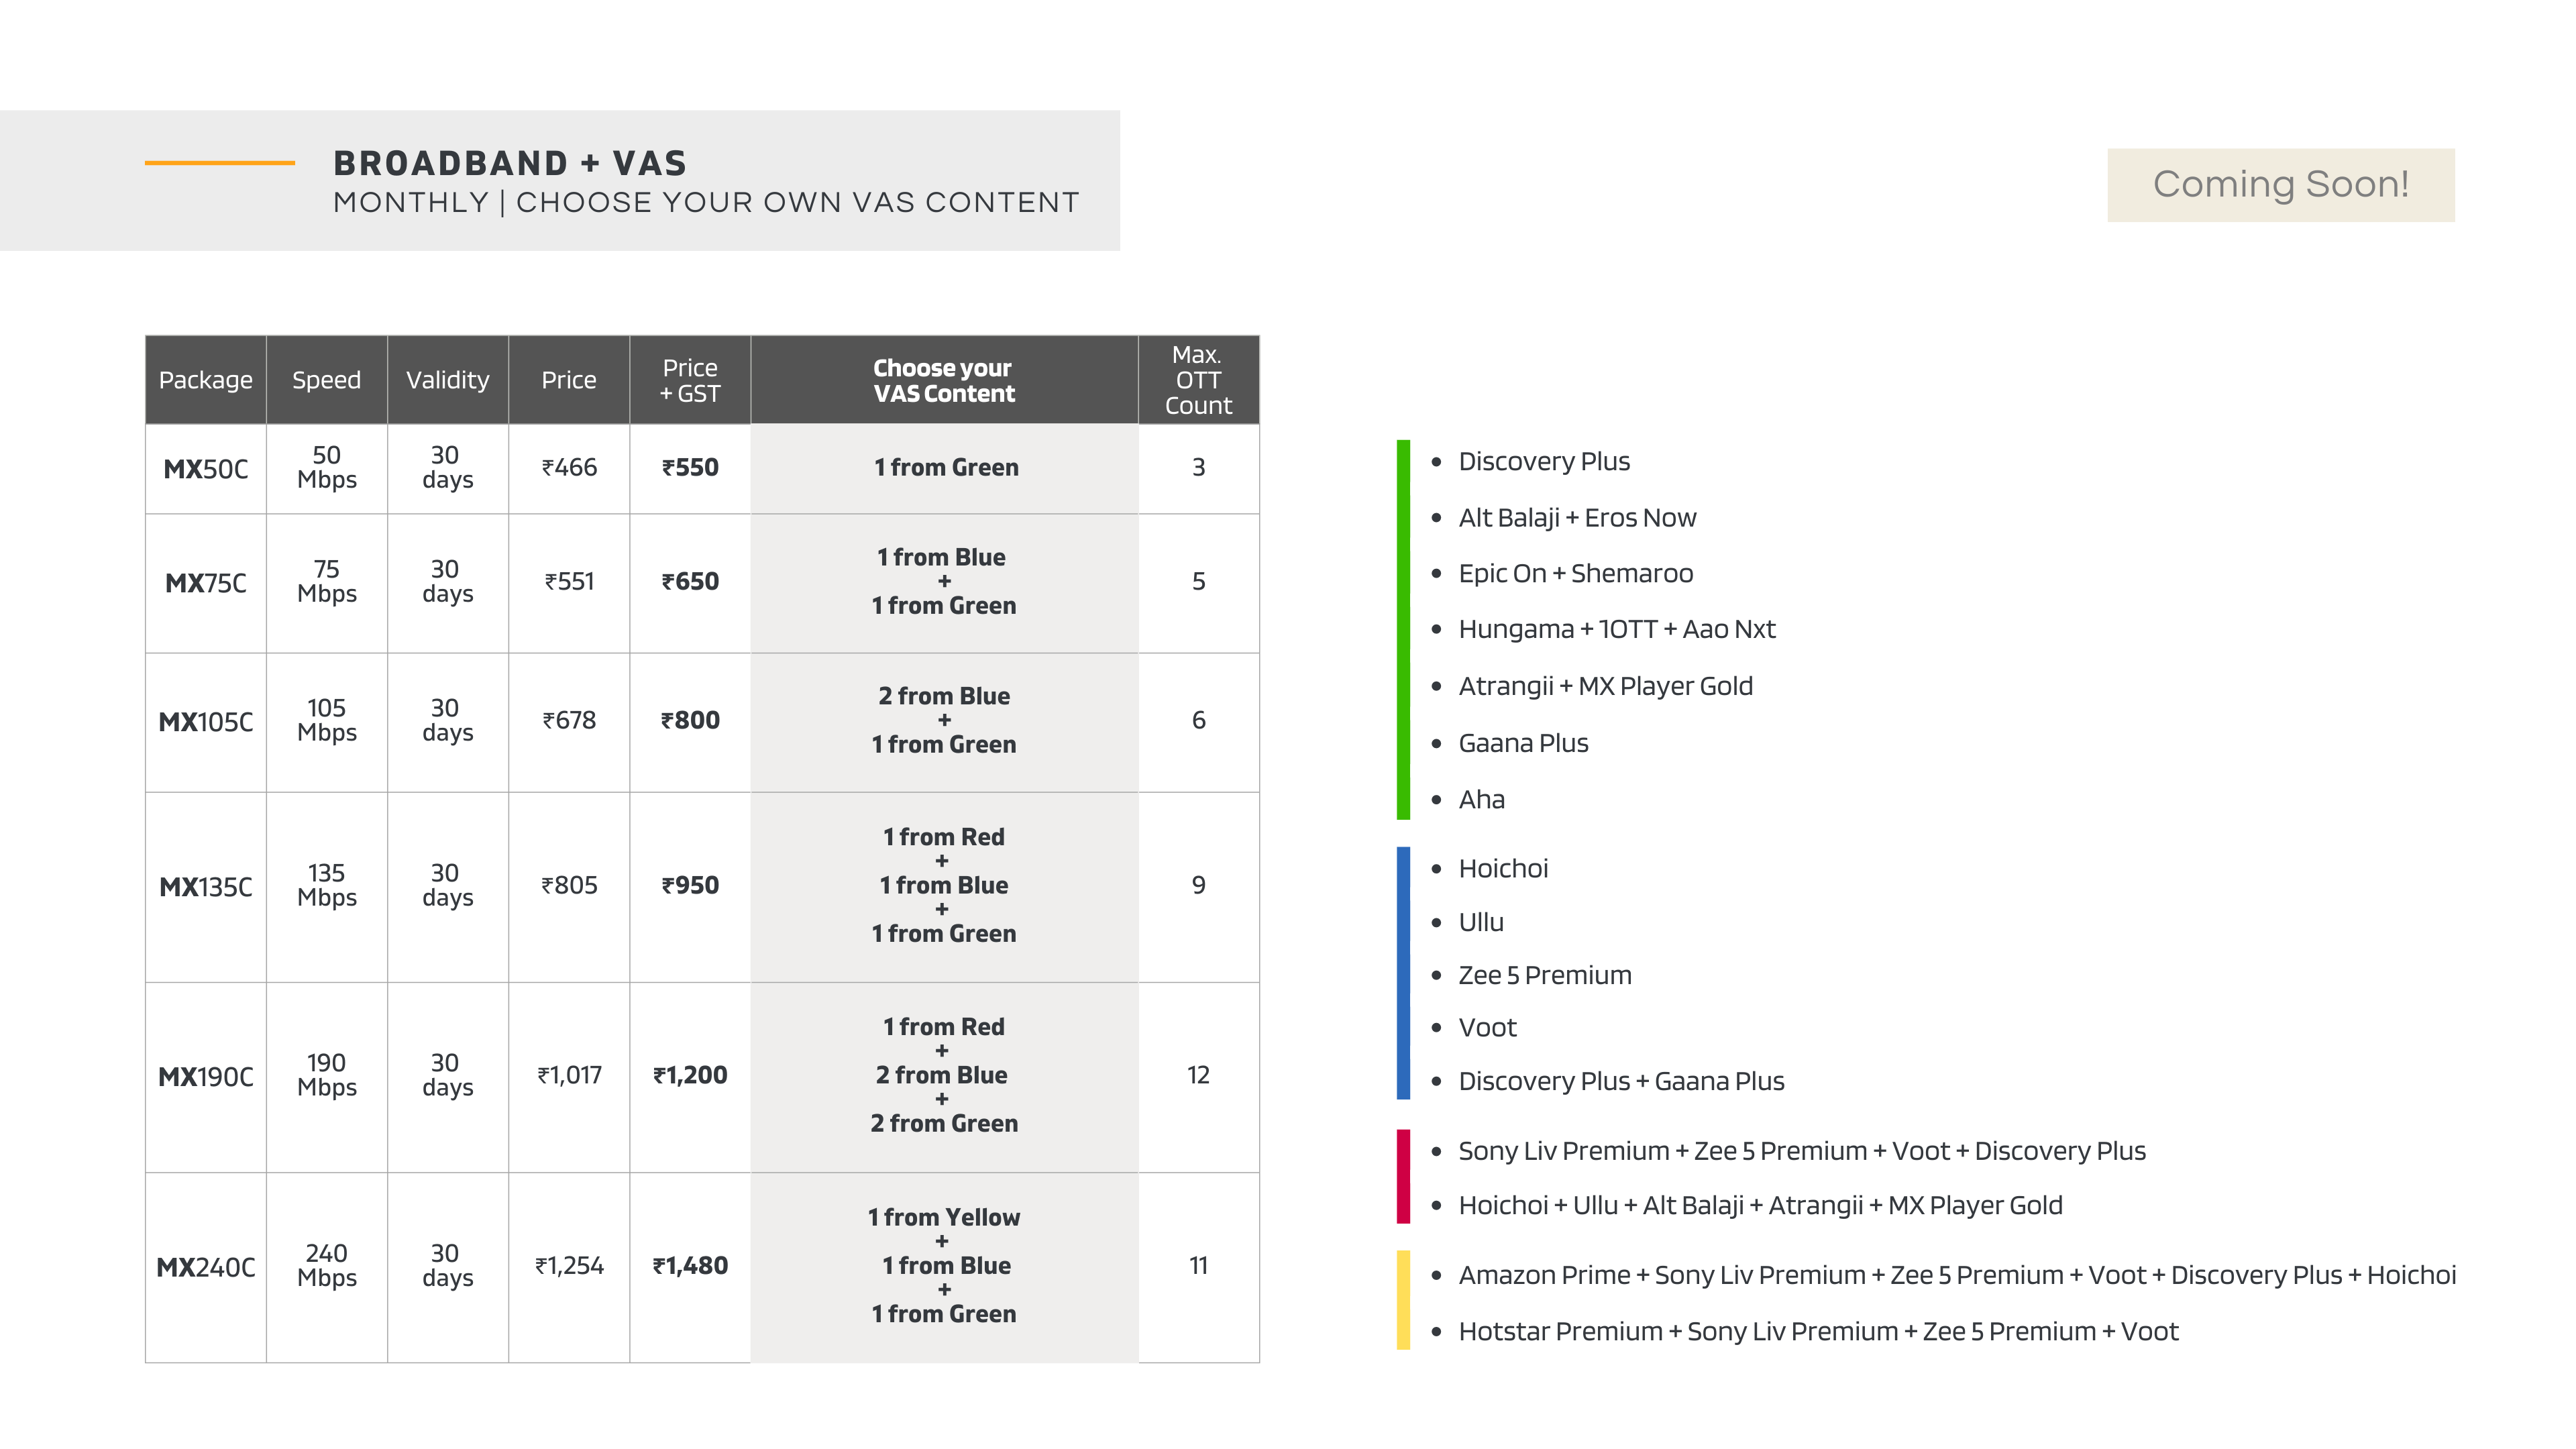 BROADBAND + VAS
MONTHLY | CHOOSE YOUR OWN VAS CONTENT
Coming Soon!
Package
Speed
Validity
Price
Price
+ GST
Choose your
VAS Content
Max.
OTT
Count
MX50C
50
Mbps
30
days
₹466
₹550
1 from Green
3
MX75C
75
Mbps
30
days
₹551
₹650
1 from Blue
+
1 from Green
5
MX105C
105
Mbps
30
days
₹678
₹800
2 from Blue
+
1 from Green
6
MX135C
135
Mbps
30
days
₹805
₹950
1 from Red
+
1 from Blue
+
1 from Green
9
MX190C
190
Mbps
30
days
₹1,017
₹1,200
1 from Red
+
2 from Blue
+
2 from Green
12
MX240C
240
Mbps
30
days
₹1,254
₹1,480
1 from Yellow
+
1 from Blue
+
1 from Green
11
• Discovery Plus
• Alt Balaji + Eros Now
• Epic On + Shemaroo
• Hungama + 1OTT + Aao Nxt
• Atrangii + MX Player Gold
• Gaana Plus
• Aha
• Hoichoi
• Ullu
• Zee 5 Premium
• Voot
• Discovery Plus + Gaana Plus
• Sony Liv Premium + Zee 5 Premium + Voot + Discovery Plus
• Hoichoi + Ullu + Alt Balaji + Atrangii + MX Player Gold
• Amazon Prime + Sony Liv Premium + Zee 5 Premium + Voot + Discovery Plus + Hoichoi
• Hotstar Premium + Sony Liv Premium + Zee 5 Premium + Voot